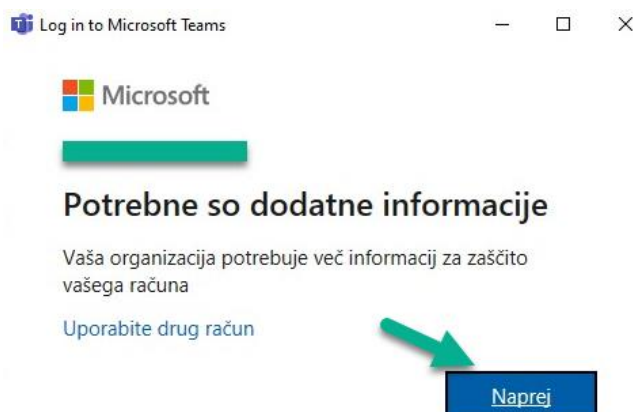 Log in to Microsoft Teams
Microsoft
Potrebne so dodatne informacije
Vaša organizacija potrebuje več informacij za zaščito
vašega računa
Uporabite drug račun
Naprej